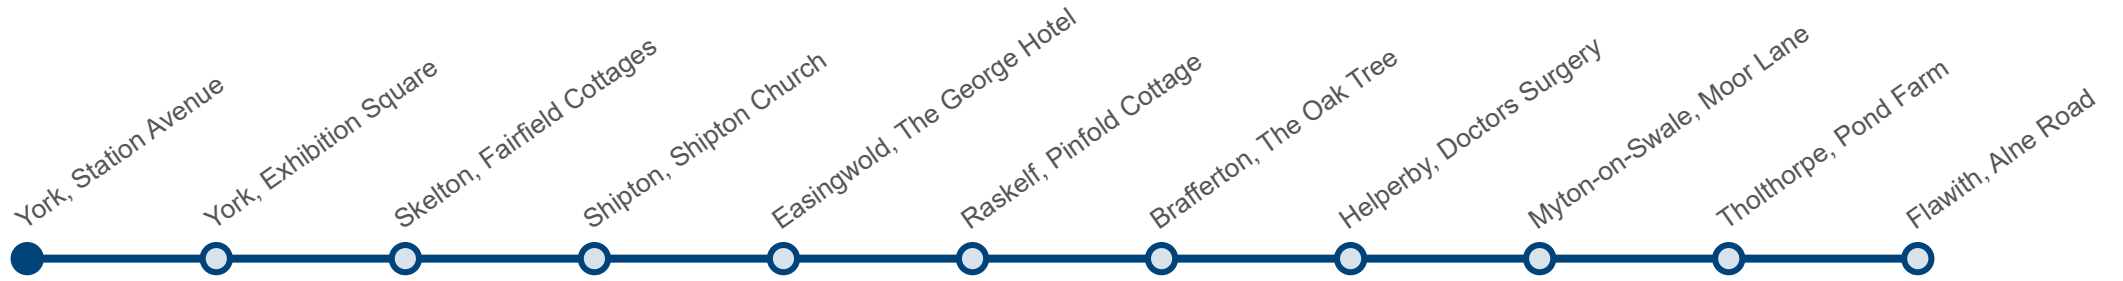 York, Station Avenue
York, Exhibition Square
Skelton, Fairfield Cottages
Shipton, Shipton Church
Easingwold, The George Hotel
Raskelf, Pinfold Cottage
Brafferton, The Oak Tree
Helperby, Doctors Surgery
Myton-on-Swale, Moor Lane
Tholthorpe, Pond Farm
Flawith, Alne Road